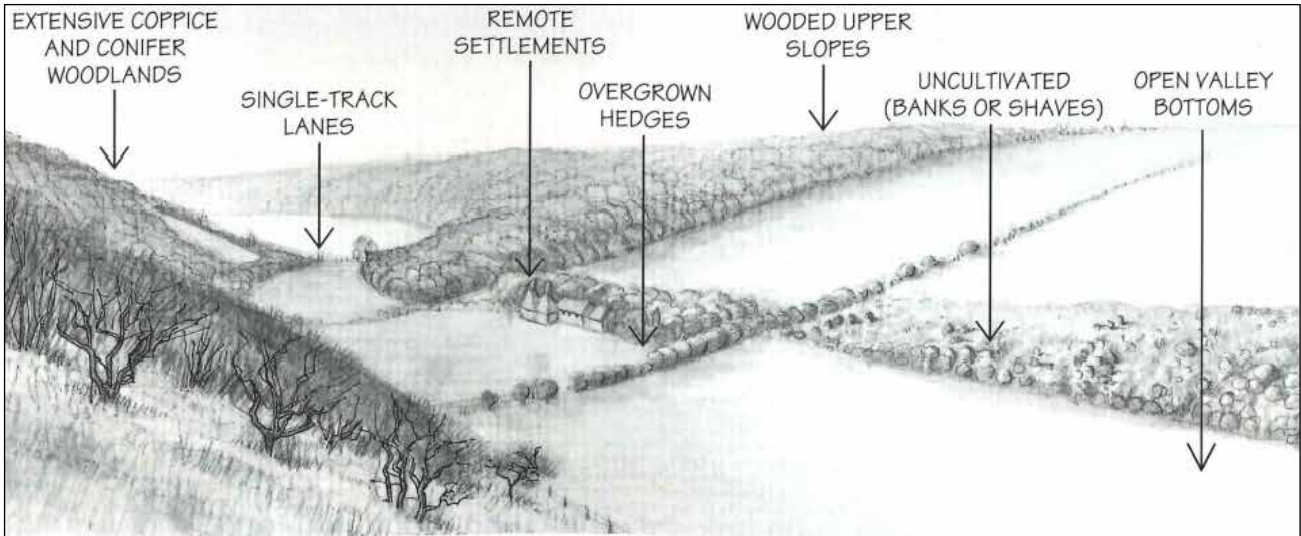 EXTENSIVE COPPICE
AND CONIFER
WOODLANDS
SINGLE-TRACK
LANES
REMOTE
SETTLEMENTS
OVERGROWN
HEDGES
WOODED UPPER
SLOPES
UNCULTIVATED
(BANKS OR SHAVES)
OPEN VALLEY
BOTTOMS